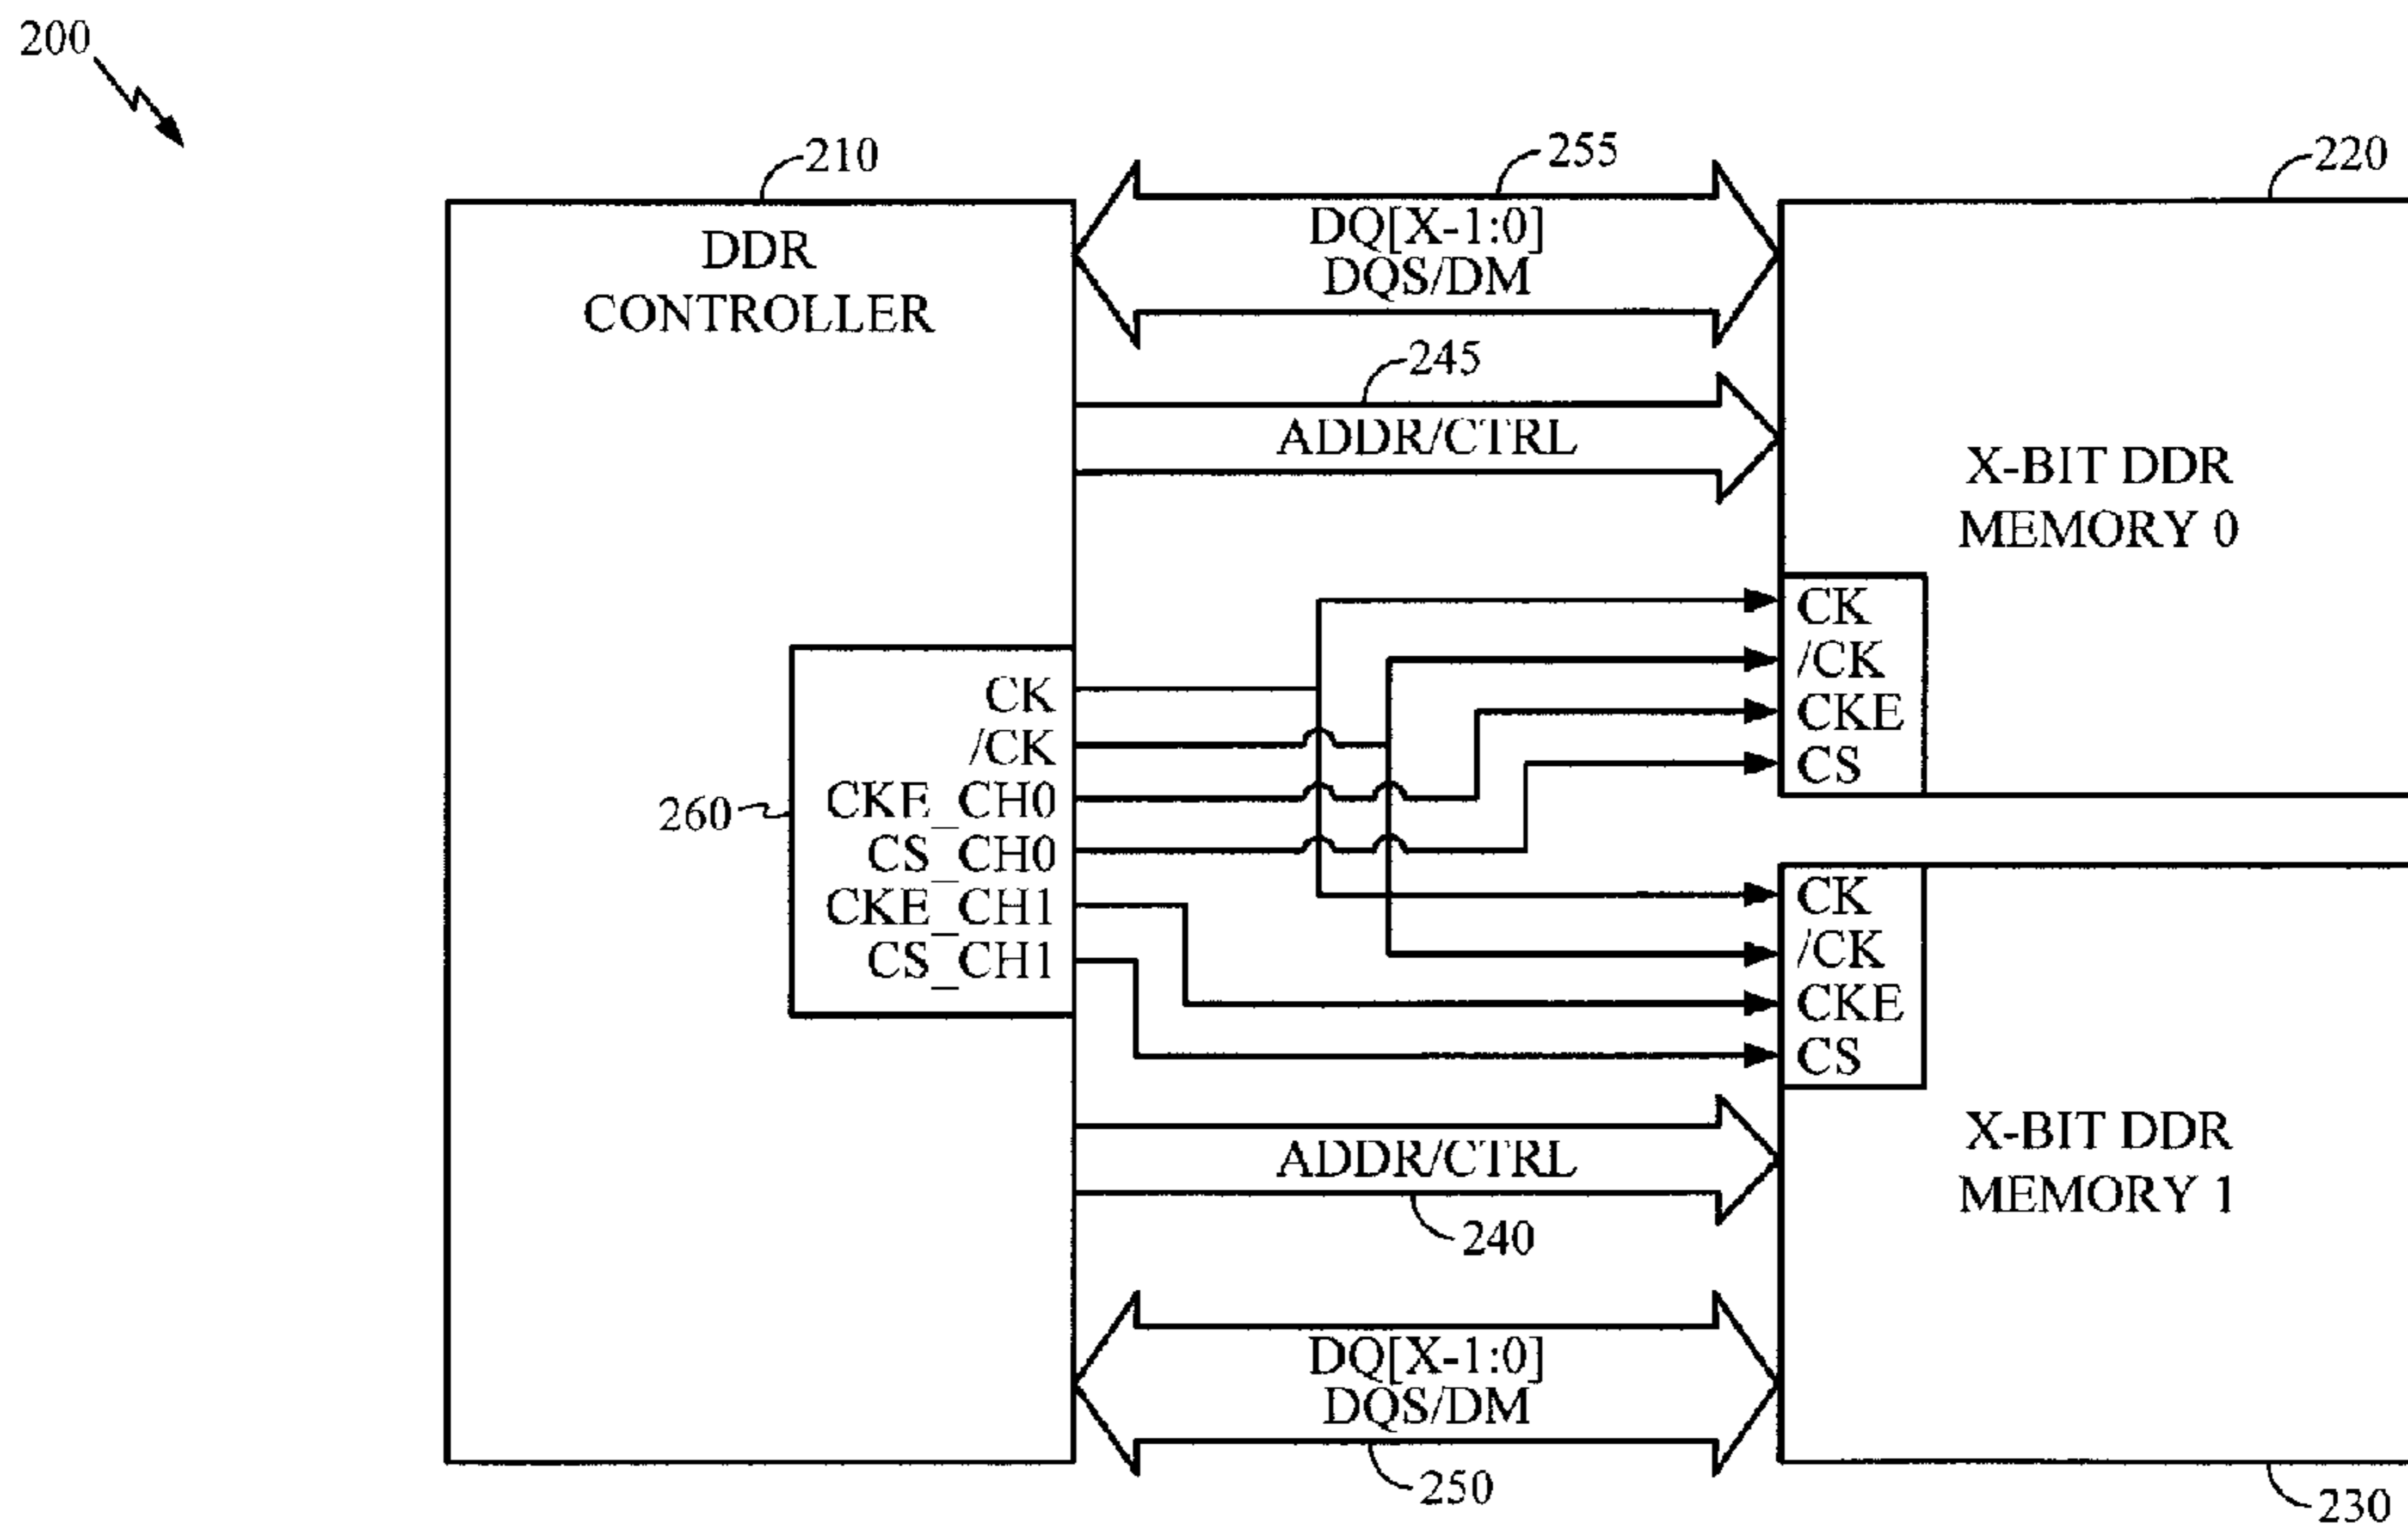 200
210
255
220
DDR
CONTROLLER
DQ[X-1:0]
DQS/DM
245
ADDR/CTRL
X-BIT DDR
MEMORY 0
CK
/CK
CKE
CS
260
CK
/CK
CKE_CH0
CS_CH0
CKE_CH1
CS_CH1
CK
/CK
CKE
CS
ADDR/CTRL
240
X-BIT DDR
MEMORY 1
DQ[X-1:0]
DQS/DM
250
230